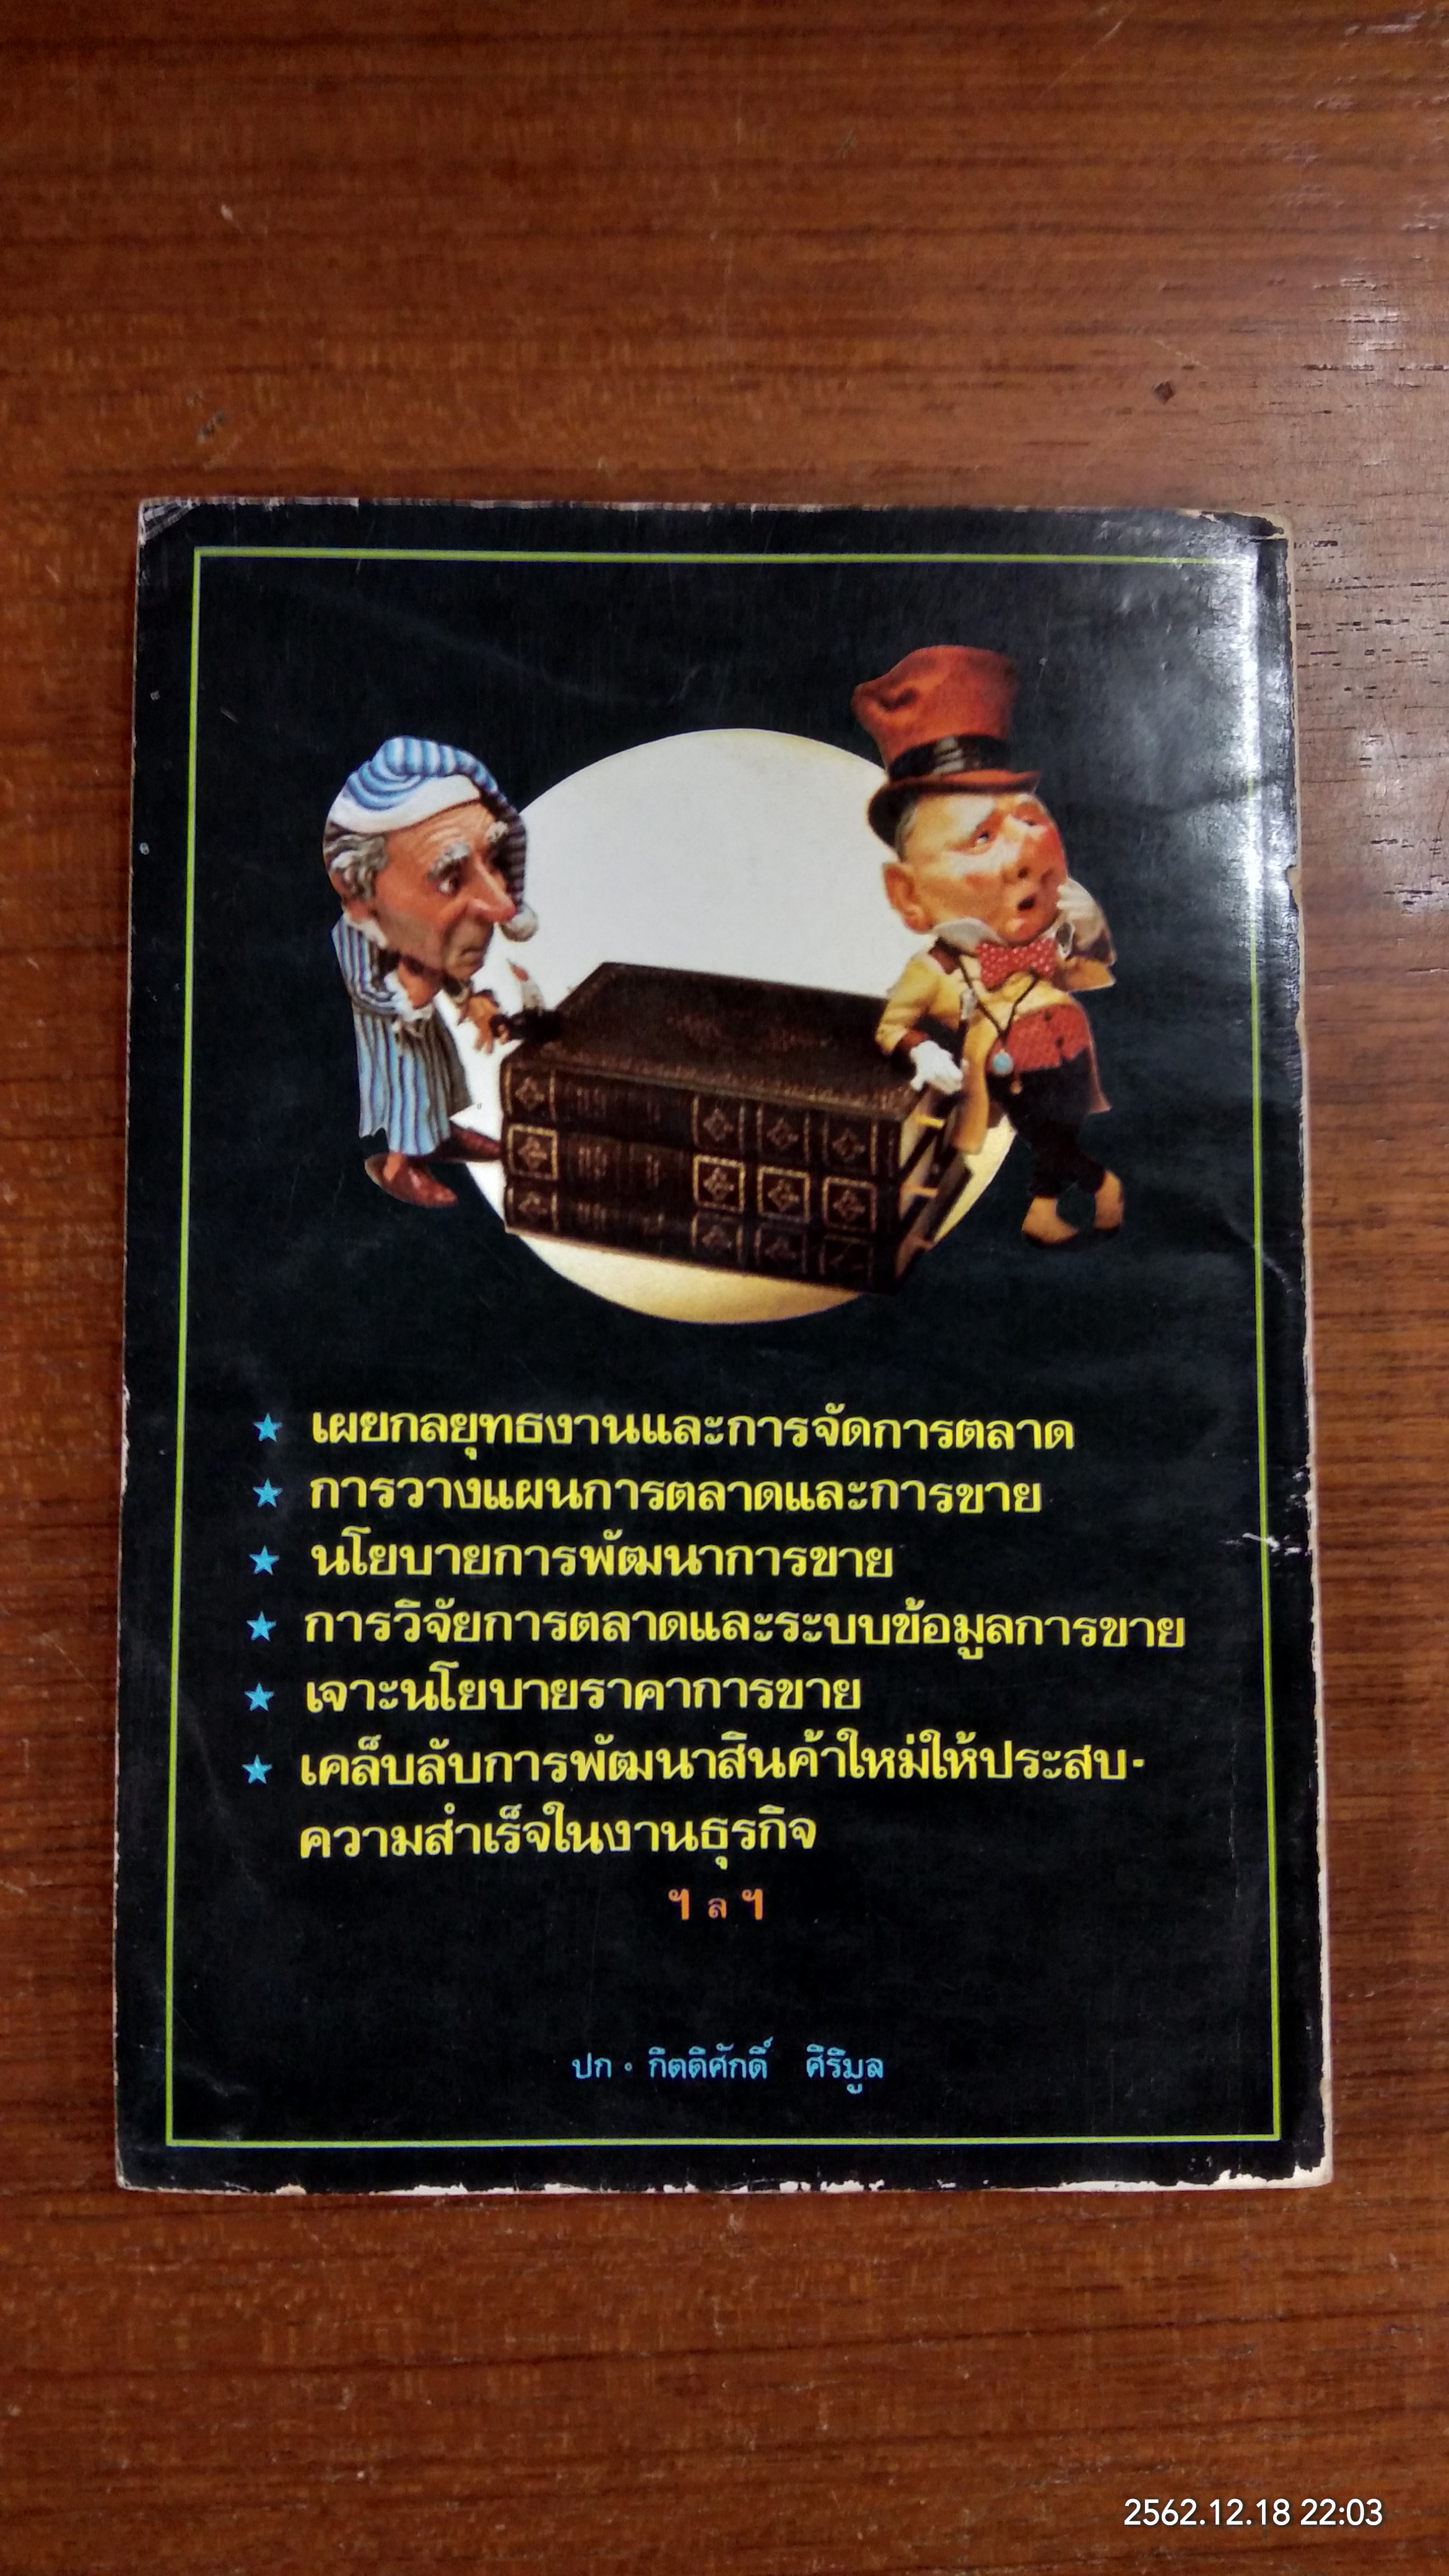 ★ เผยกลยุทธงานและการจัดการตลาด
★ การวางแผนการตลาดและการขาย
★ นโยบายการพัฒนาการขาย
★ การวิจัยการตลาดและระบบข้อมูลการขาย
★ เจาะนโยบายราคาการขาย
★ เคล็บลับการพัฒนาสินค้าใหม่ให้ประสบ-
ความสำเร็จในงานธุรกิจ
ฯ ล ฯ
ปก • กิตติศักดิ์ ศิริมูล
2562.12.18 22:03